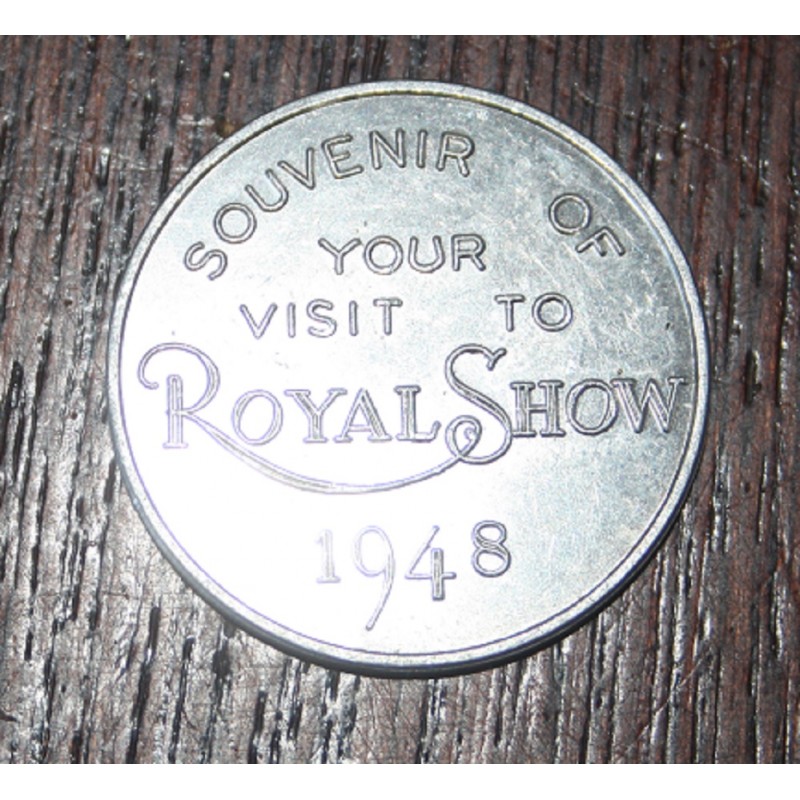 SOUVENIR OF
YOUR
VISIT TO
ROYAL SHOW
1948